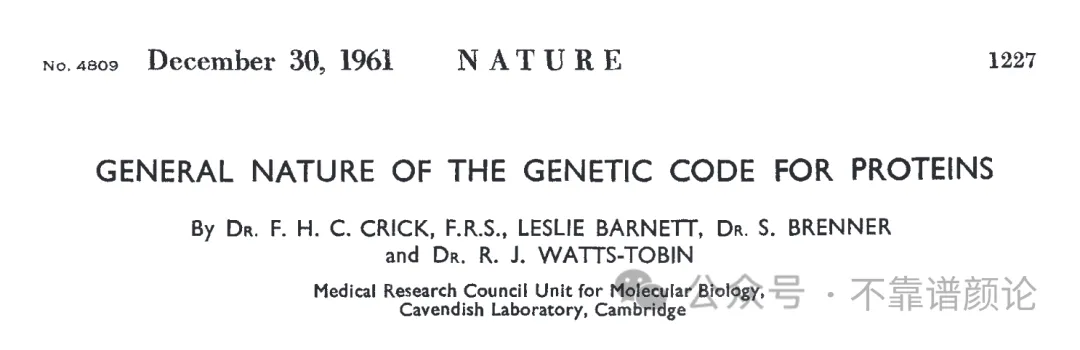 No. 4809 December 30, 1961 NATURE 1227
GENERAL NATURE OF THE GENETIC CODE FOR PROTEINS
By DR. F. H. C. CRICK, F.R.S., LESLIE BARNETT, DR. S. BRENNER
and DR. R. J. WATTS-TOBIN
Medical Research Council Unit for Molecular Biology,
Cavendish Laboratory, Cambridge
公众号 · 不靠谱颜论